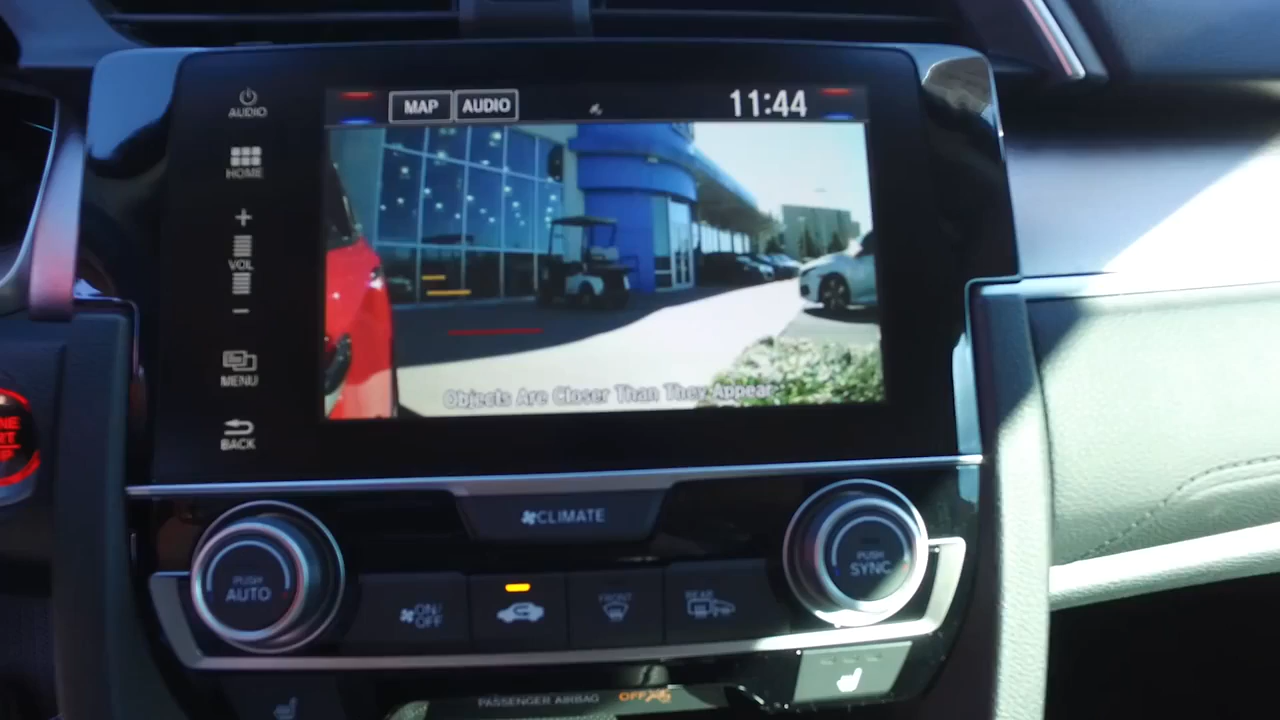 AUDIO
MAP
AUDIO
11:44
HOME
+
VOL
-
MENU
Objects Are Closer Than They Appear
BACK
CLIMATE
PUSH
AUTO
PUSH
SYNC
ON/
OFF
FRONT
REAR
PASSENGER AIRBAG
OFF